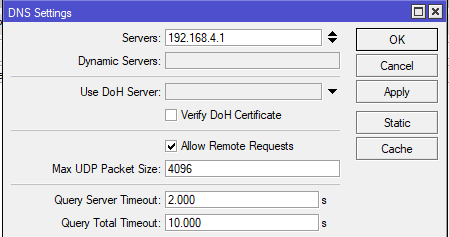 DNS Settings
Servers: 192.168.4.1
OK
Dynamic Servers:
Cancel
Use DoH Server:
Apply
Verify DoH Certificate
Static
Allow Remote Requests
Cache
Max UDP Packet Size: 4096
Query Server Timeout: 2.000 s
Query Total Timeout: 10.000 s